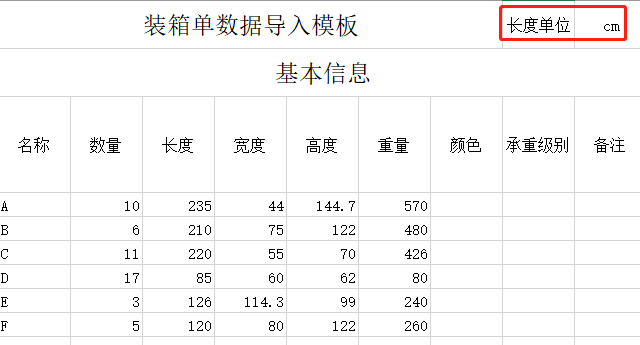 装箱单数据导入模板 长度单位 cm
基本信息
名称 数量 长度 宽度 高度 重量 颜色 承重级别 备注
A 10 235 44 144.7 570
B 6 210 75 122 480
C 11 220 55 70 426
D 17 85 60 62 80
E 3 126 114.3 99 240
F 5 120 80 122 260